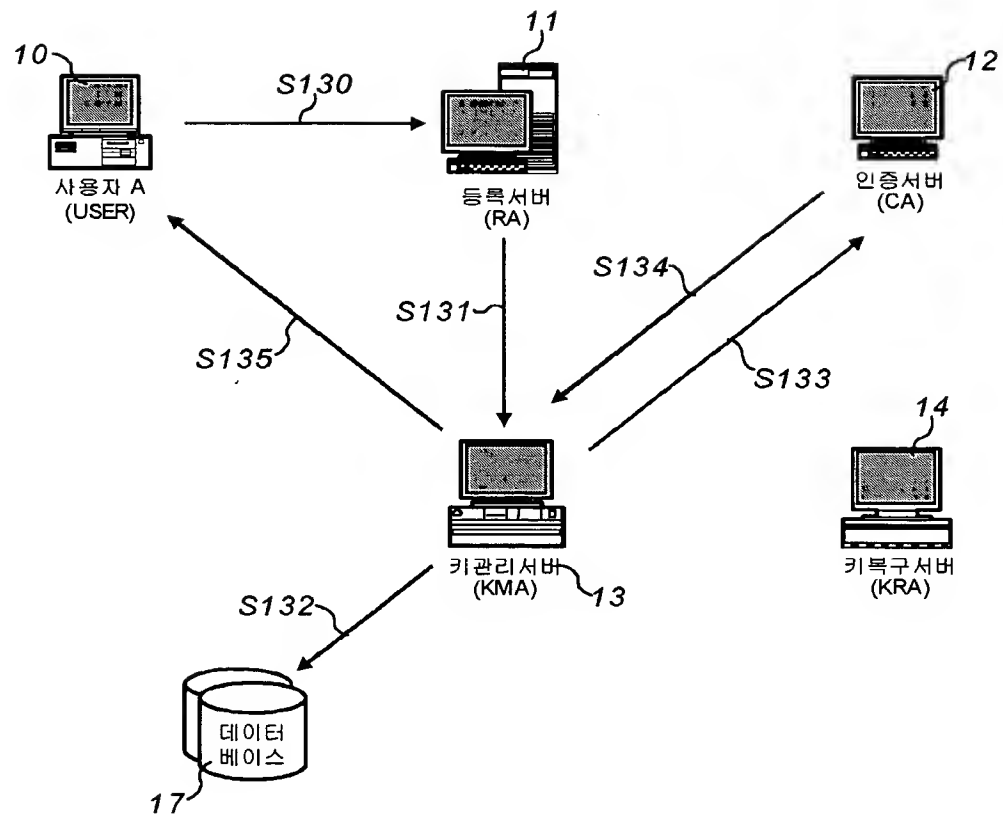 10
11
12
S130
사용자 A
(USER)
등록서버
(RA)
인증서버
(CA)
S134
S131
S135
S133
14
키관리서버
(KMA)
13
키복구서버
(KRA)
S132
데이터
베이스
17